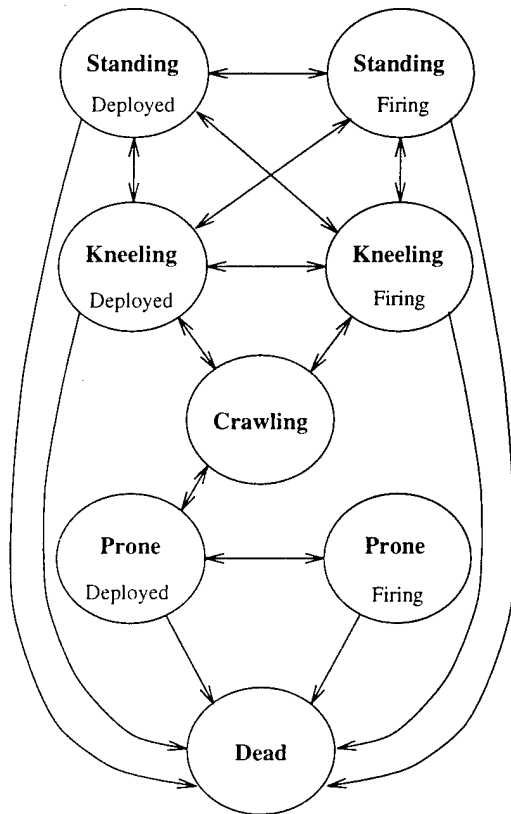 Standing
Deployed
Standing
Firing
Kneeling
Deployed
Kneeling
Firing
Crawling
Prone
Deployed
Prone
Firing
Dead